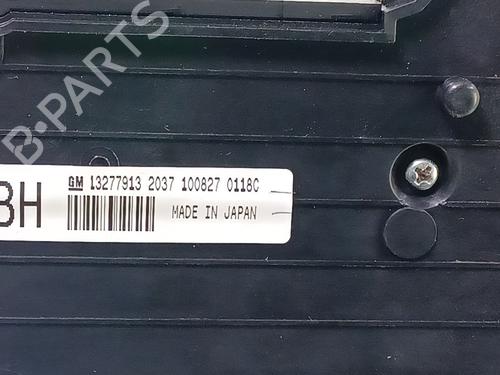 B-PARTS
GM 13277913 2037 100827 0118C
BH
MADE IN JAPAN